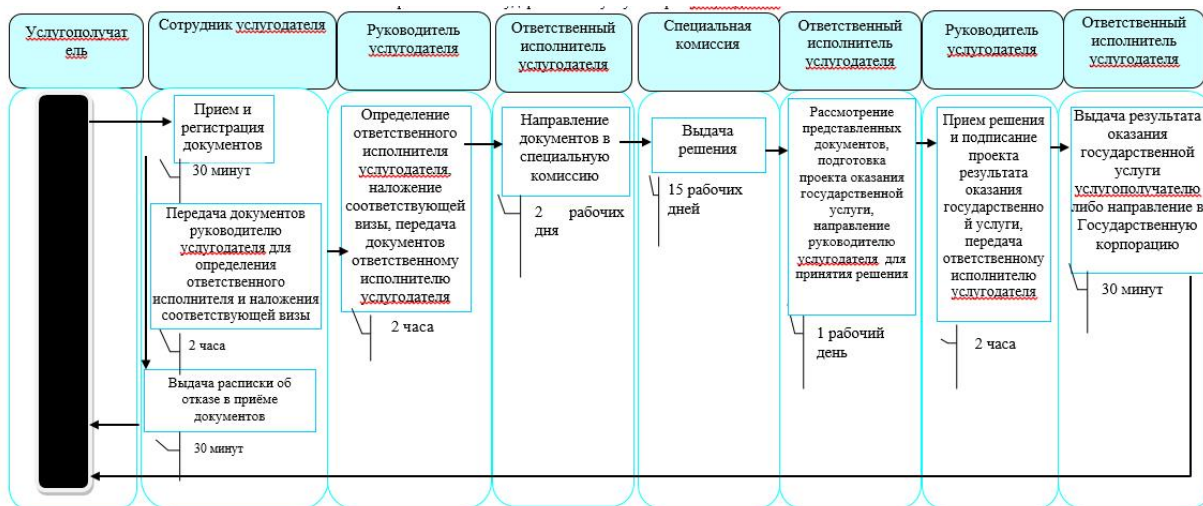 Услугополучат
ель
Сотрудник услугодателя
Руководитель
услугодателя
Ответственный
исполнитель
услугодателя
Специальная
комиссия
Ответственный
исполнитель
услугодателя
Руководитель
услугодателя
Ответственный
исполнитель
услугодателя
Прием и
регистрация
документов
30 минут
Передача документов
руководителю
услугодателя для
определения
ответственного
исполнителя и наложения
соответствующей визы
2 часа
Выдача расписки об
отказе в приёме
документов
30 минут
Определение
ответственного
исполнителя
услугодателя,
наложение
соответствующей
визы, передача
документов
ответственному
исполнителю
услугодателя
2 часа
Направление
документов в
специальную
комиссию
2 рабочих
дня
Выдача
решения
15 рабочих
дней
Рассмотрение
представленных
документов,
подготовка
проекта оказания
государственной
услуги,
направление
руководителю
услугодателя для
принятия решения
1 рабочий
день
Прием решения
и подписание
проекта
результата
оказания
государственно
й услуги,
передача
ответственному
исполнителю
услугодателя
2 часа
Выдача результата
оказания
государственной
услуги
услугополучателю
либо направление в
Государственную
корпорацию
30 минут